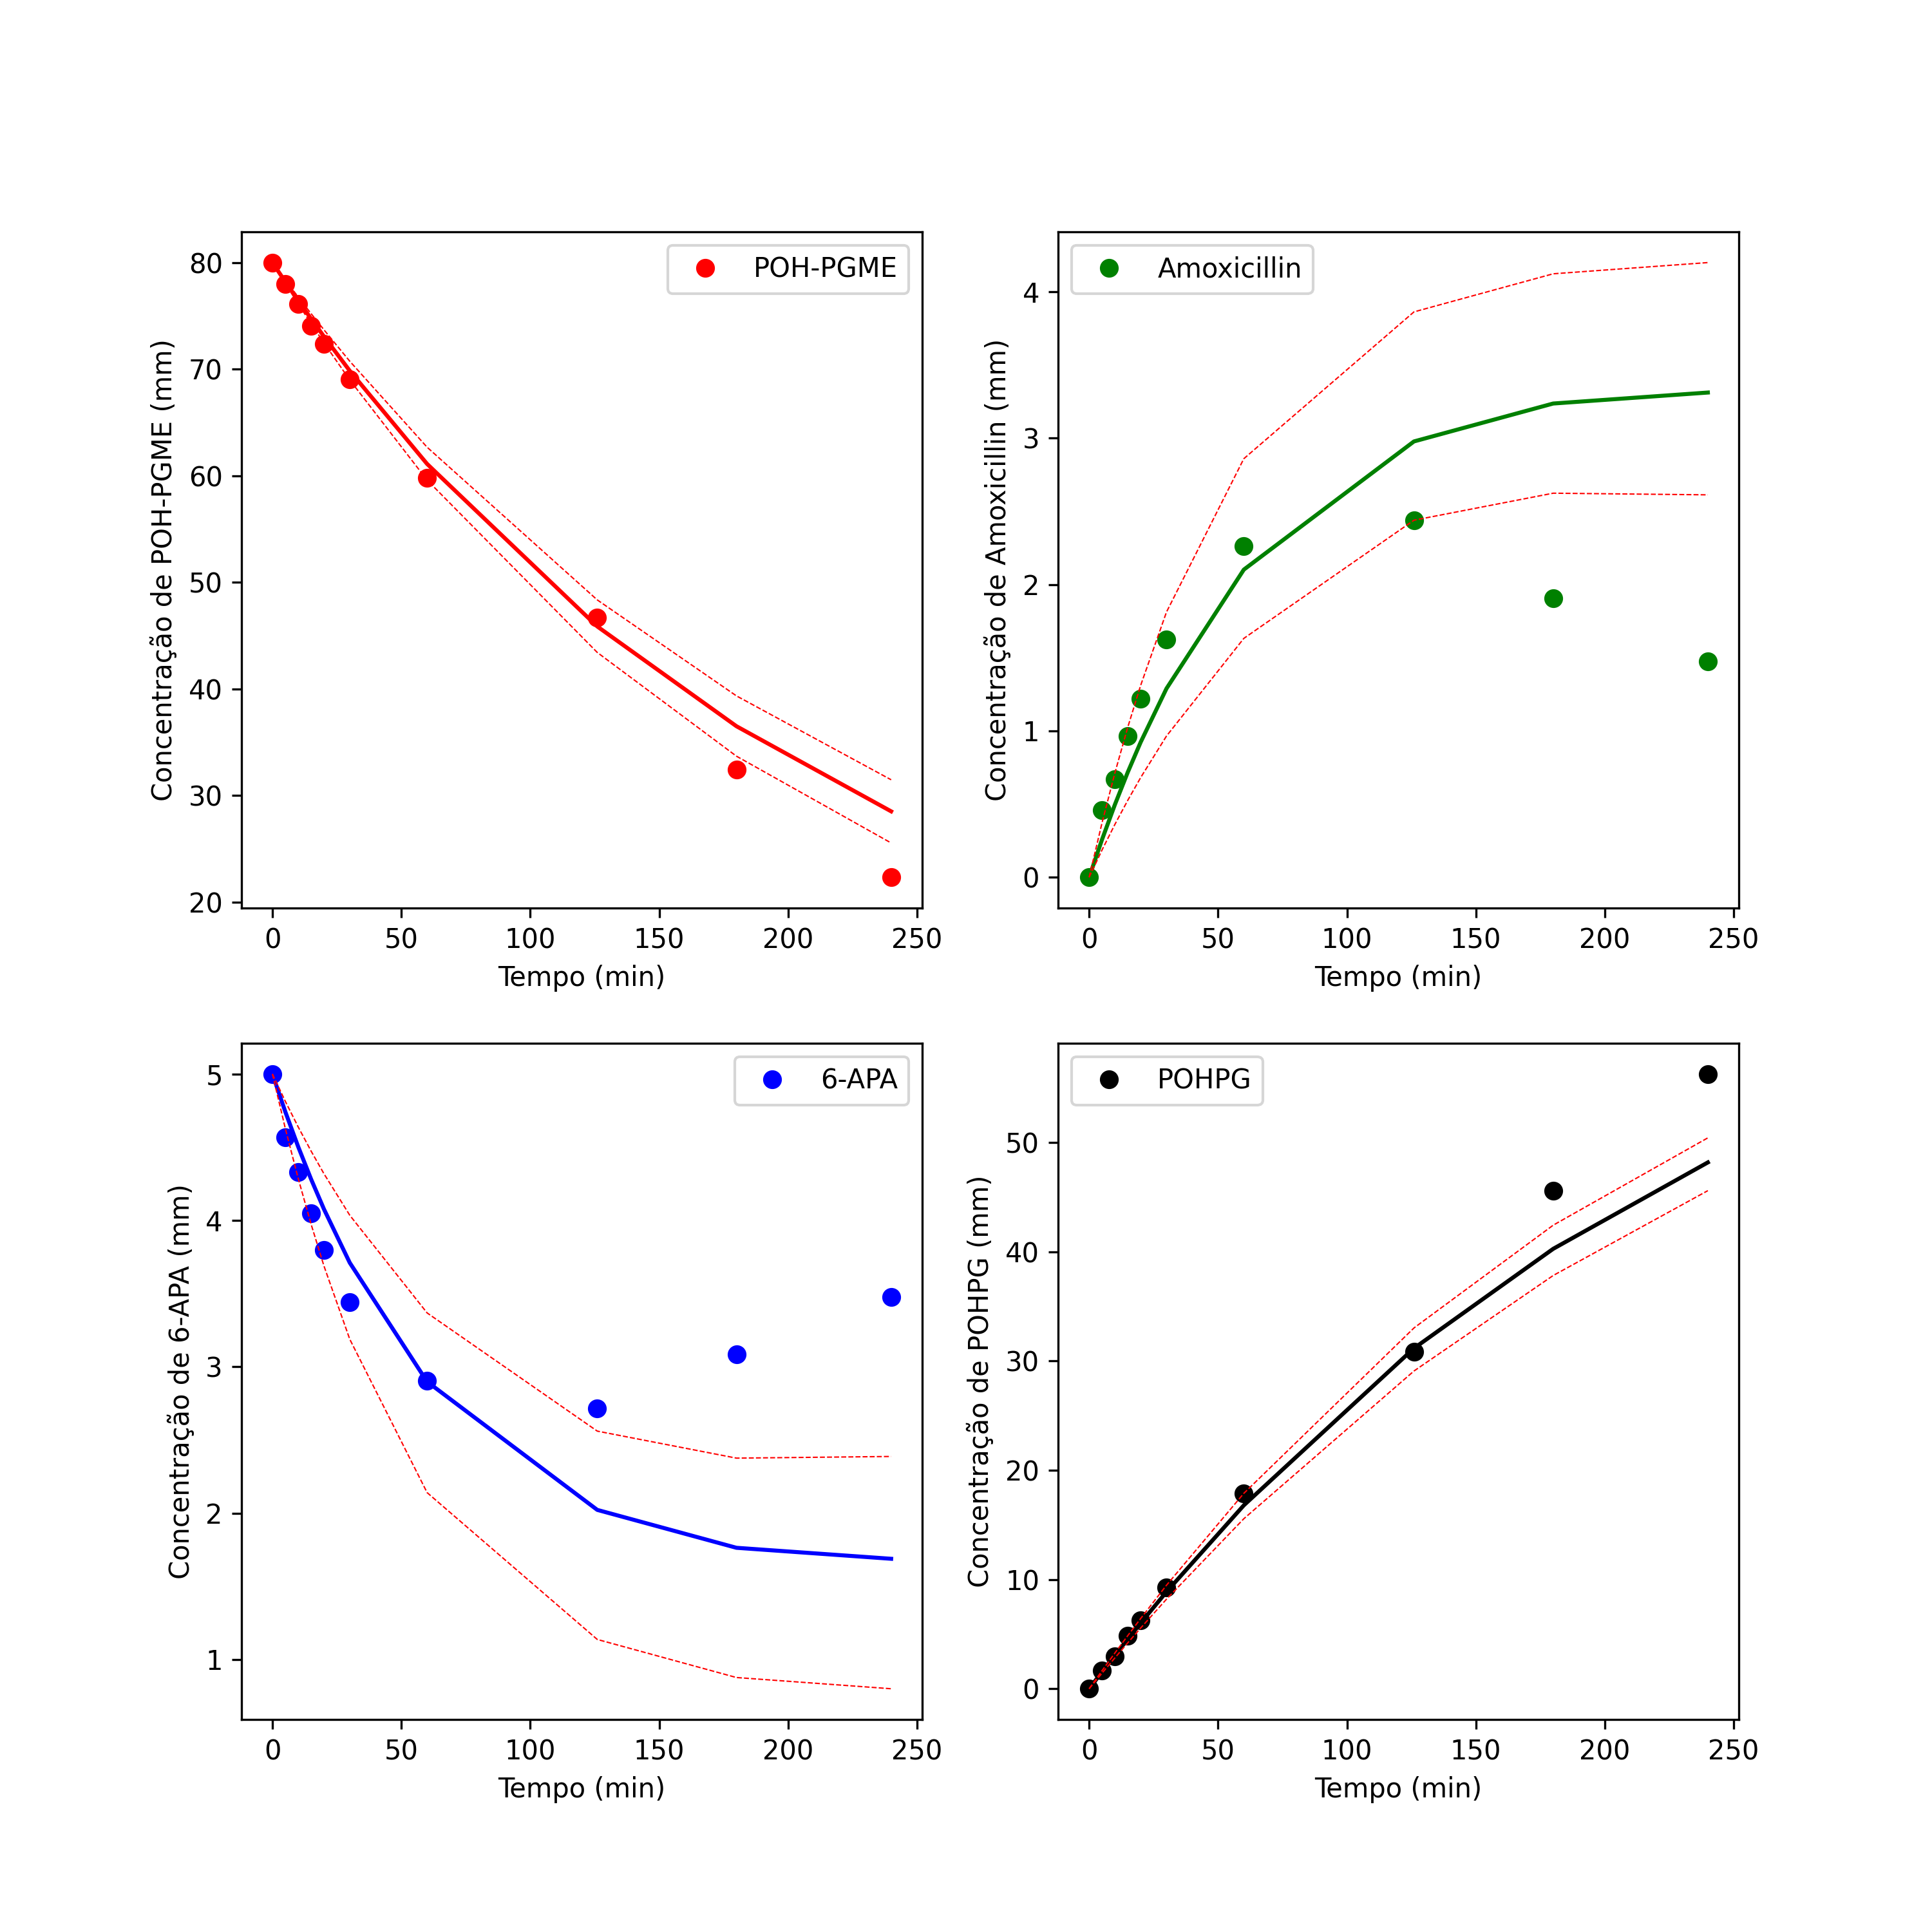 POH-PGME
Concentração de POH-PGME (mm)
80
70
60
50
40
30
20
0 50 100 150 200 250
Tempo (min)
Amoxicillin
Concentração de Amoxicillin (mm)
4
3
2
1
0
0 50 100 150 200 250
Tempo (min)
6-APA
Concentração de 6-APA (mm)
5
4
3
2
1
0 50 100 150 200 250
Tempo (min)
POHPG
Concentração de POHPG (mm)
50
40
30
20
10
0
0 50 100 150 200 250
Tempo (min)